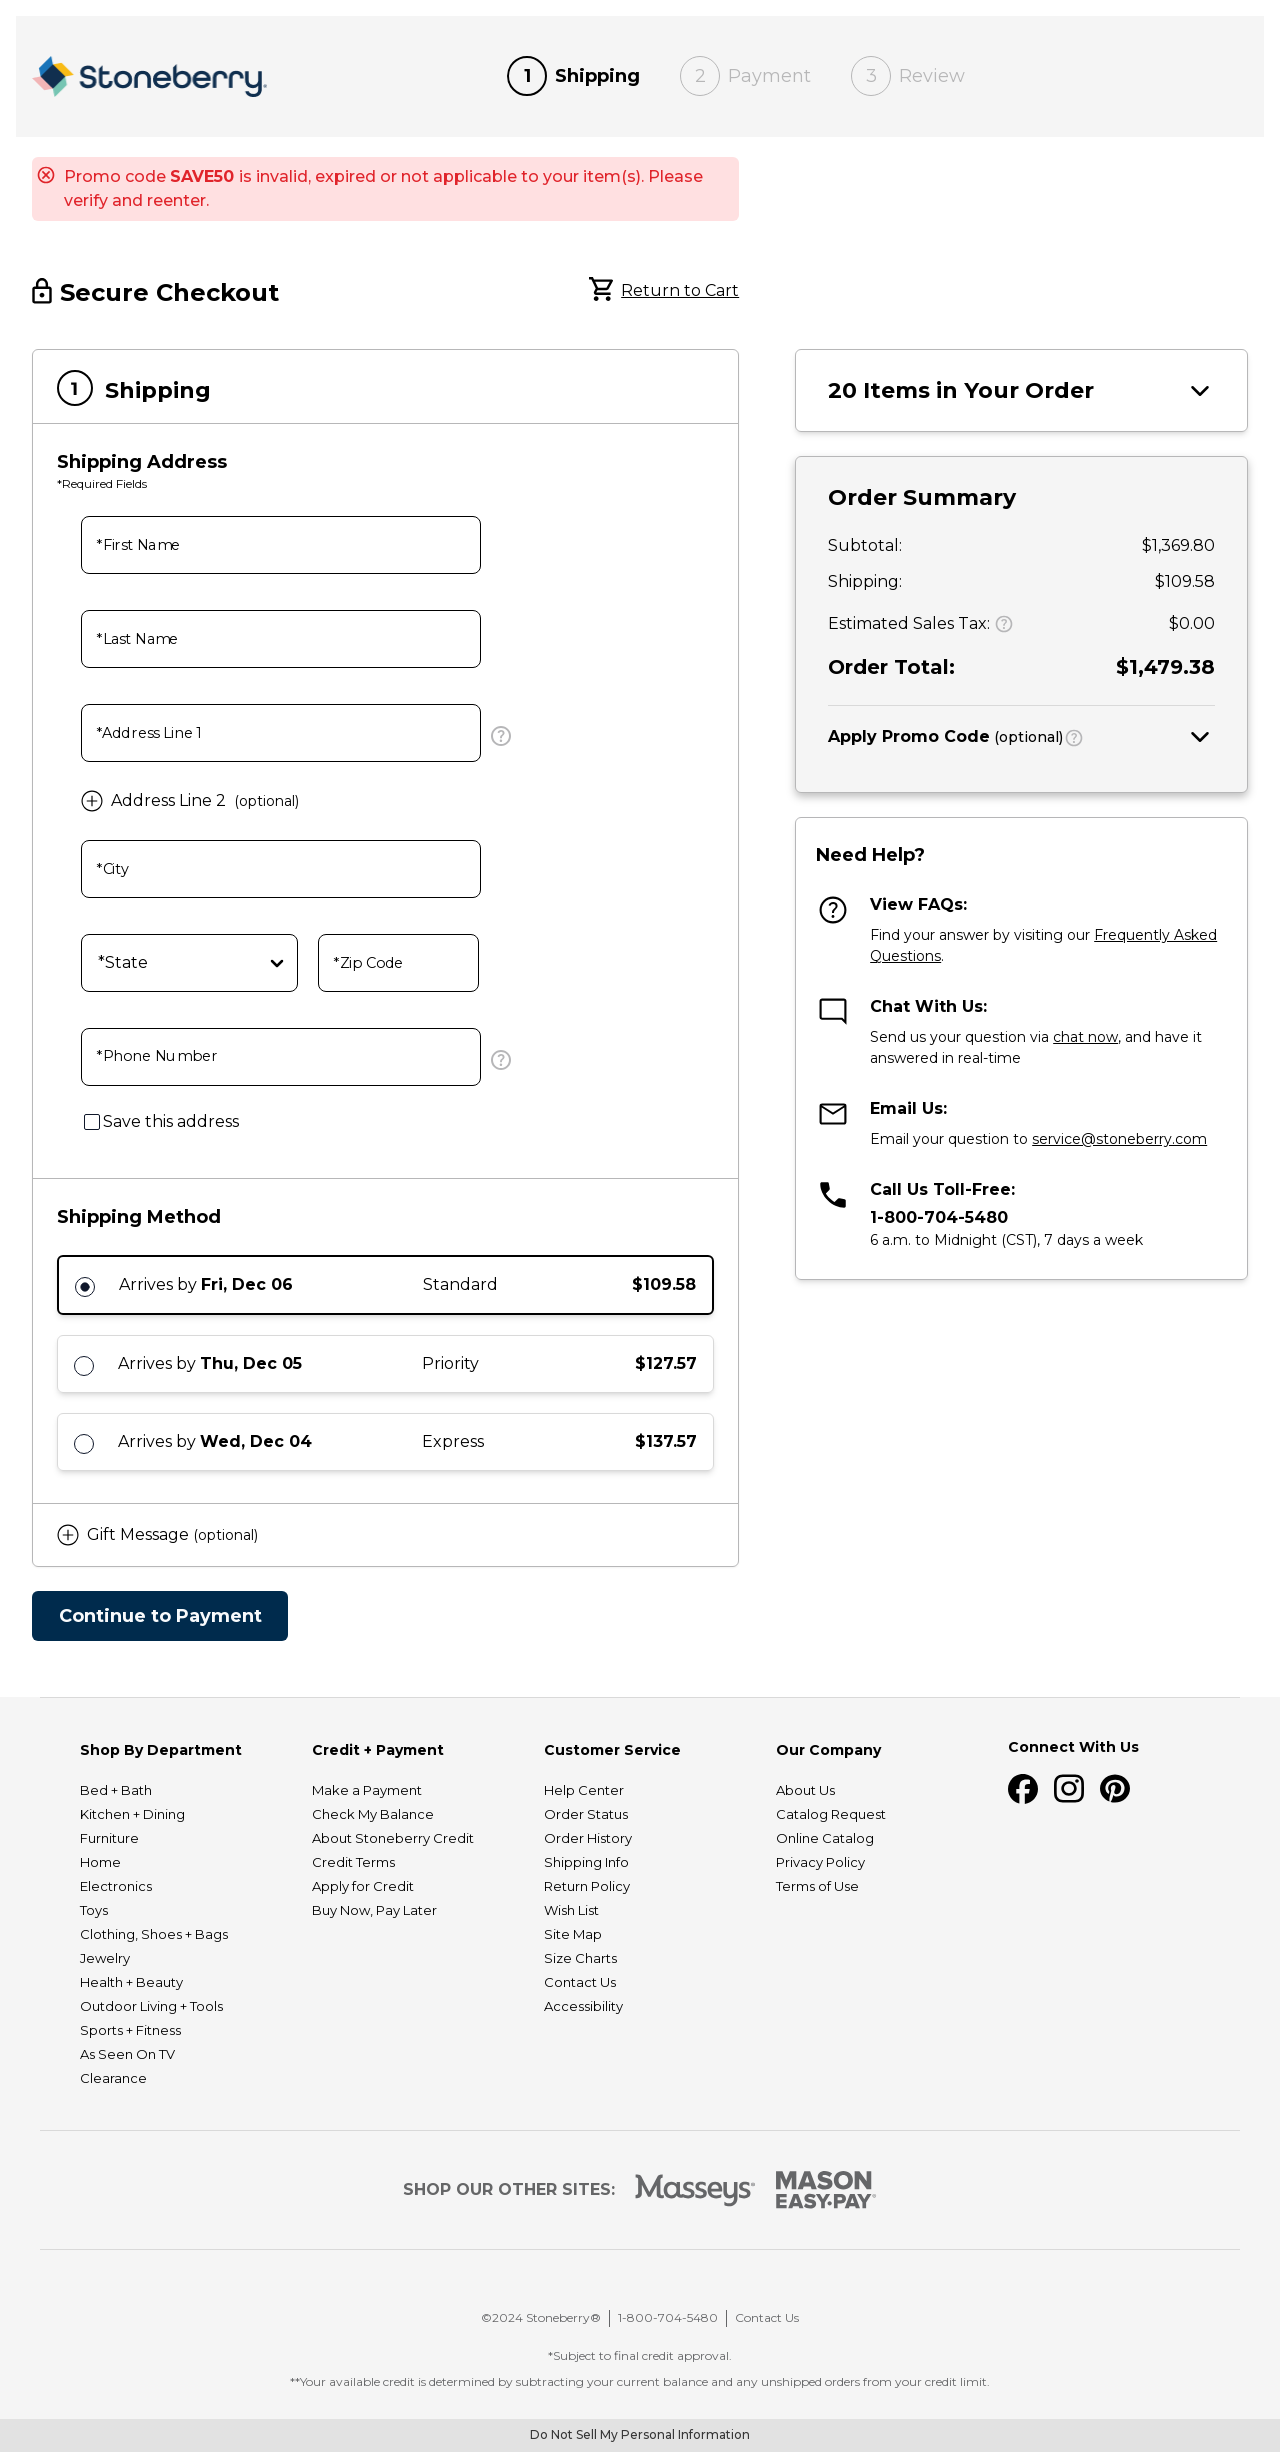 Stoneberry.
1 Shipping
2 Payment
3 Review
Promo code SAVE50 is invalid, expired or not applicable to your item(s). Please
verify and reenter.
Secure Checkout
Return to Cart
1 Shipping
Shipping Address
*Required Fields
*First Name
*Last Name
*Address Line 1
?
Address Line 2 (optional)
*City
*State
*Zip Code
*Phone Number
?
Save this address
Shipping Method
Arrives by Fri, Dec 06 Standard $109.58
Arrives by Thu, Dec 05 Priority $127.57
Arrives by Wed, Dec 04 Express $137.57
Gift Message (optional)
Continue to Payment
20 Items in Your Order
Order Summary
Subtotal: $1,369.80
Shipping: $109.58
Estimated Sales Tax: ? $0.00
Order Total: $1,479.38
Apply Promo Code (optional) ?
Need Help?
?
View FAQs:
Find your answer by visiting our Frequently Asked
Questions.
Chat With Us:
Send us your question via chat now, and have it
answered in real-time
Email Us:
Email your question to service@stoneberry.com
Call Us Toll-Free:
1-800-704-5480
6 a.m. to Midnight (CST), 7 days a week
Shop By Department
Bed + Bath
Kitchen + Dining
Furniture
Home
Electronics
Toys
Clothing, Shoes + Bags
Jewelry
Health + Beauty
Outdoor Living + Tools
Sports + Fitness
As Seen On TV
Clearance
Credit + Payment
Make a Payment
Check My Balance
About Stoneberry Credit
Credit Terms
Apply for Credit
Buy Now, Pay Later
Customer Service
Help Center
Order Status
Order History
Shipping Info
Return Policy
Wish List
Site Map
Size Charts
Contact Us
Accessibility
Our Company
About Us
Catalog Request
Online Catalog
Privacy Policy
Terms of Use
Connect With Us
SHOP OUR OTHER SITES:
Masseys®
MASON
EASY•PAY®
©2024 Stoneberry® | 1-800-704-5480 | Contact Us
*Subject to final credit approval.
**Your available credit is determined by subtracting your current balance and any unshipped orders from your credit limit.
Do Not Sell My Personal Information